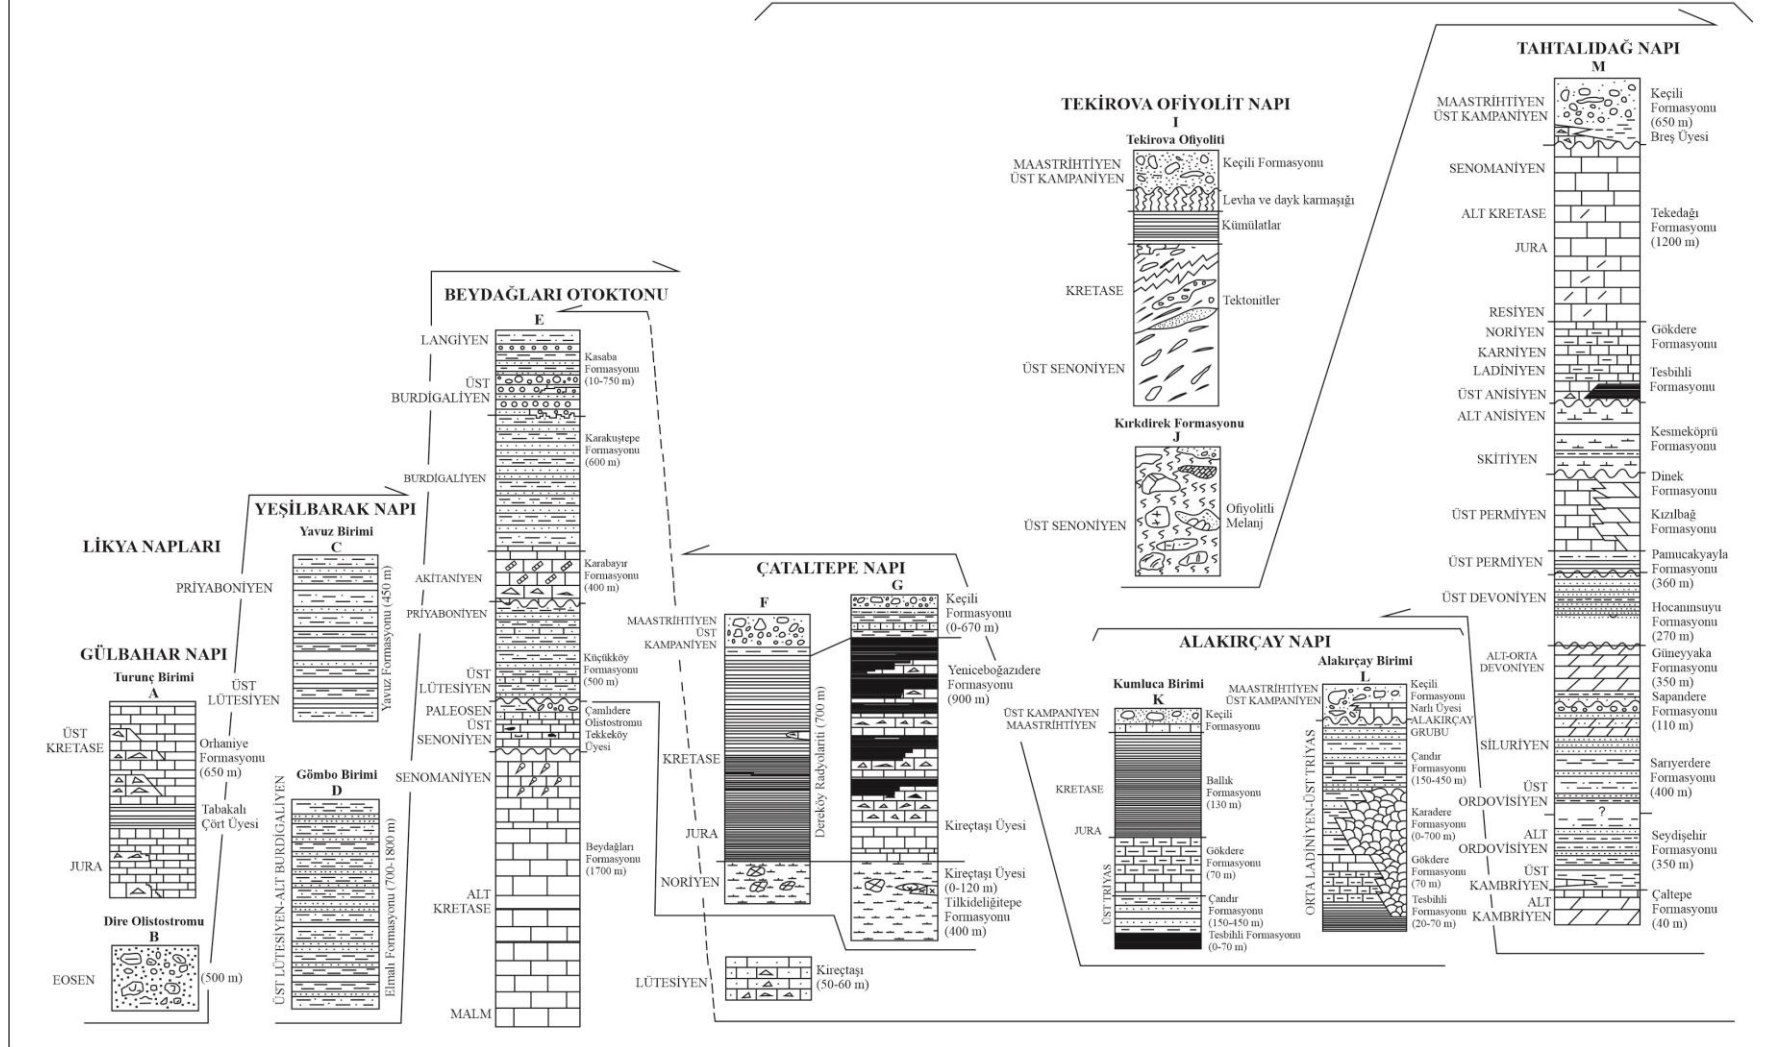 LİKYA NAPLARI
GÜLBAHAR NAPI
Turunç Birimi
A
ÜST
KRETASE
JURA
Orhaniye
Formasyonu
(650 m)
Tabakalı
Çört Üyesi
Dire Olistostromu
B
EOSEN
(500 m)
YEŞİLBARAK NAPI
Yavuz Birimi
C
PRİYABONİYEN
ÜST
LÜTESİYEN
Yavuz Formasyonu (450 m)
Gömbo Birimi
D
ÜST LÜTESİYEN-ALT BURDİGALİYEN
Elmalı Formasyonu (700-1800 m)
BEYDAĞLARI OTOKTONU
E
LANGİYEN
ÜST
BURDİGALİYEN
BURDİGALİYEN
AKİTANİYEN
PRİYABONİYEN
ÜST
LÜTESİYEN
PALEOSEN
ÜST
SENONİYEN
SENOMANİYEN
ALT
KRETASE
MALM
Kasaba
Formasyonu
(10-750 m)
Karakuştepe
Formasyonu
(600 m)
Karabayır
Formasyonu
(400 m)
Küçükköy
Formasyonu
(500 m)
Çamlıdere
Olistostromu
Tekkeköy
Üyesi
Beydağları
Formasyonu
(1700 m)
ÇATALTEPE NAPI
F
MAASTRİHTİYEN
ÜST
KAMPANİYEN
KRETASE
JURA
NORİYEN
Dereköy Radyolariti (700 m)
G
Keçili
Formasyonu
(0-670 m)
Yeniceboğazıdere
Formasyonu
(900 m)
Kireçtaşı Üyesi
Kireçtaşı Üyesi
(0-120 m)
Tilkideliğitepe
Formasyonu
(400 m)
LÜTESİYEN
Kireçtaşı
(50-60 m)
TEKİROVA OFİYOLİT NAPI
I
Tekirova Ofiyoliti
MAASTRİHTİYEN
ÜST KAMPANİYEN
KRETASE
ÜST SENONİYEN
Keçili Formasyonu
Levha ve dayk karmaşığı
Kümülatlar
Tektonitler
Kırkdirek Formasyonu
J
ÜST SENONİYEN
Ofiyolitli
Melanj
ALAKIRÇAY NAPI
Kumluca Birimi
K
ÜST KAMPANİYEN
MAASTRİHTİYEN
KRETASE
JURA
ÜST TRİYAS
Keçili
Formasyonu
Ballık
Formasyonu
(130 m)
Gökdere
Formasyonu
(70 m)
Çandır
Formasyonu
(150-450 m)
Tesbihli Formasyonu
(0-70 m)
Alakırçay Birimi
L
MAASTRİHTİYEN
ÜST KAMPANİYEN
ORTA LADİNİYEN-ÜST TRİYAS
Keçili
Formasyonu
Narlı Üyesi
ALAKIRÇAY
GRUBU
Çandır
Formasyonu
(150-450 m)
Karadere
Formasyonu
(0-700 m)
Gökdere
Formasyonu
(70 m)
Tesbihli
Formasyonu
(20-70 m)
TAHTALIDAĞ NAPI
M
MAASTRİHTİYEN
ÜST KAMPANİYEN
SENOMANİYEN
ALT KRETASE
JURA
RESİYEN
NORİYEN
KARNİYEN
LADİNİYEN
ÜST ANİSİYEN
ALT ANİSİYEN
SKİTİYEN
ÜST PERMİYEN
ÜST PERMİYEN
ÜST DEVONİYEN
ALT-ORTA
DEVONİYEN
SİLURİYEN
ÜST
ORDOVİSİYEN
ALT
ORDOVİSİYEN
ÜST
KAMBRİYEN
ALT
KAMBRİYEN
?
Keçili
Formasyonu
(650 m)
Breş Üyesi
Tekedağı
Formasyonu
(1200 m)
Gökdere
Formasyonu
Tesbihli
Formasyonu
Kesmeköprü
Formasyonu
Dinek
Formasyonu
Kızılbağ
Formasyonu
Pamucakyayla
Formasyonu
(360 m)
Hocanınsuyu
Formasyonu
(270 m)
Güneyyaka
Formasyonu
(350 m)
Sapandere
Formasyonu
(110 m)
Sarıyerdere
Formasyonu
(400 m)
Seydişehir
Formasyonu
(350 m)
Çaltepe
Formasyonu
(40 m)